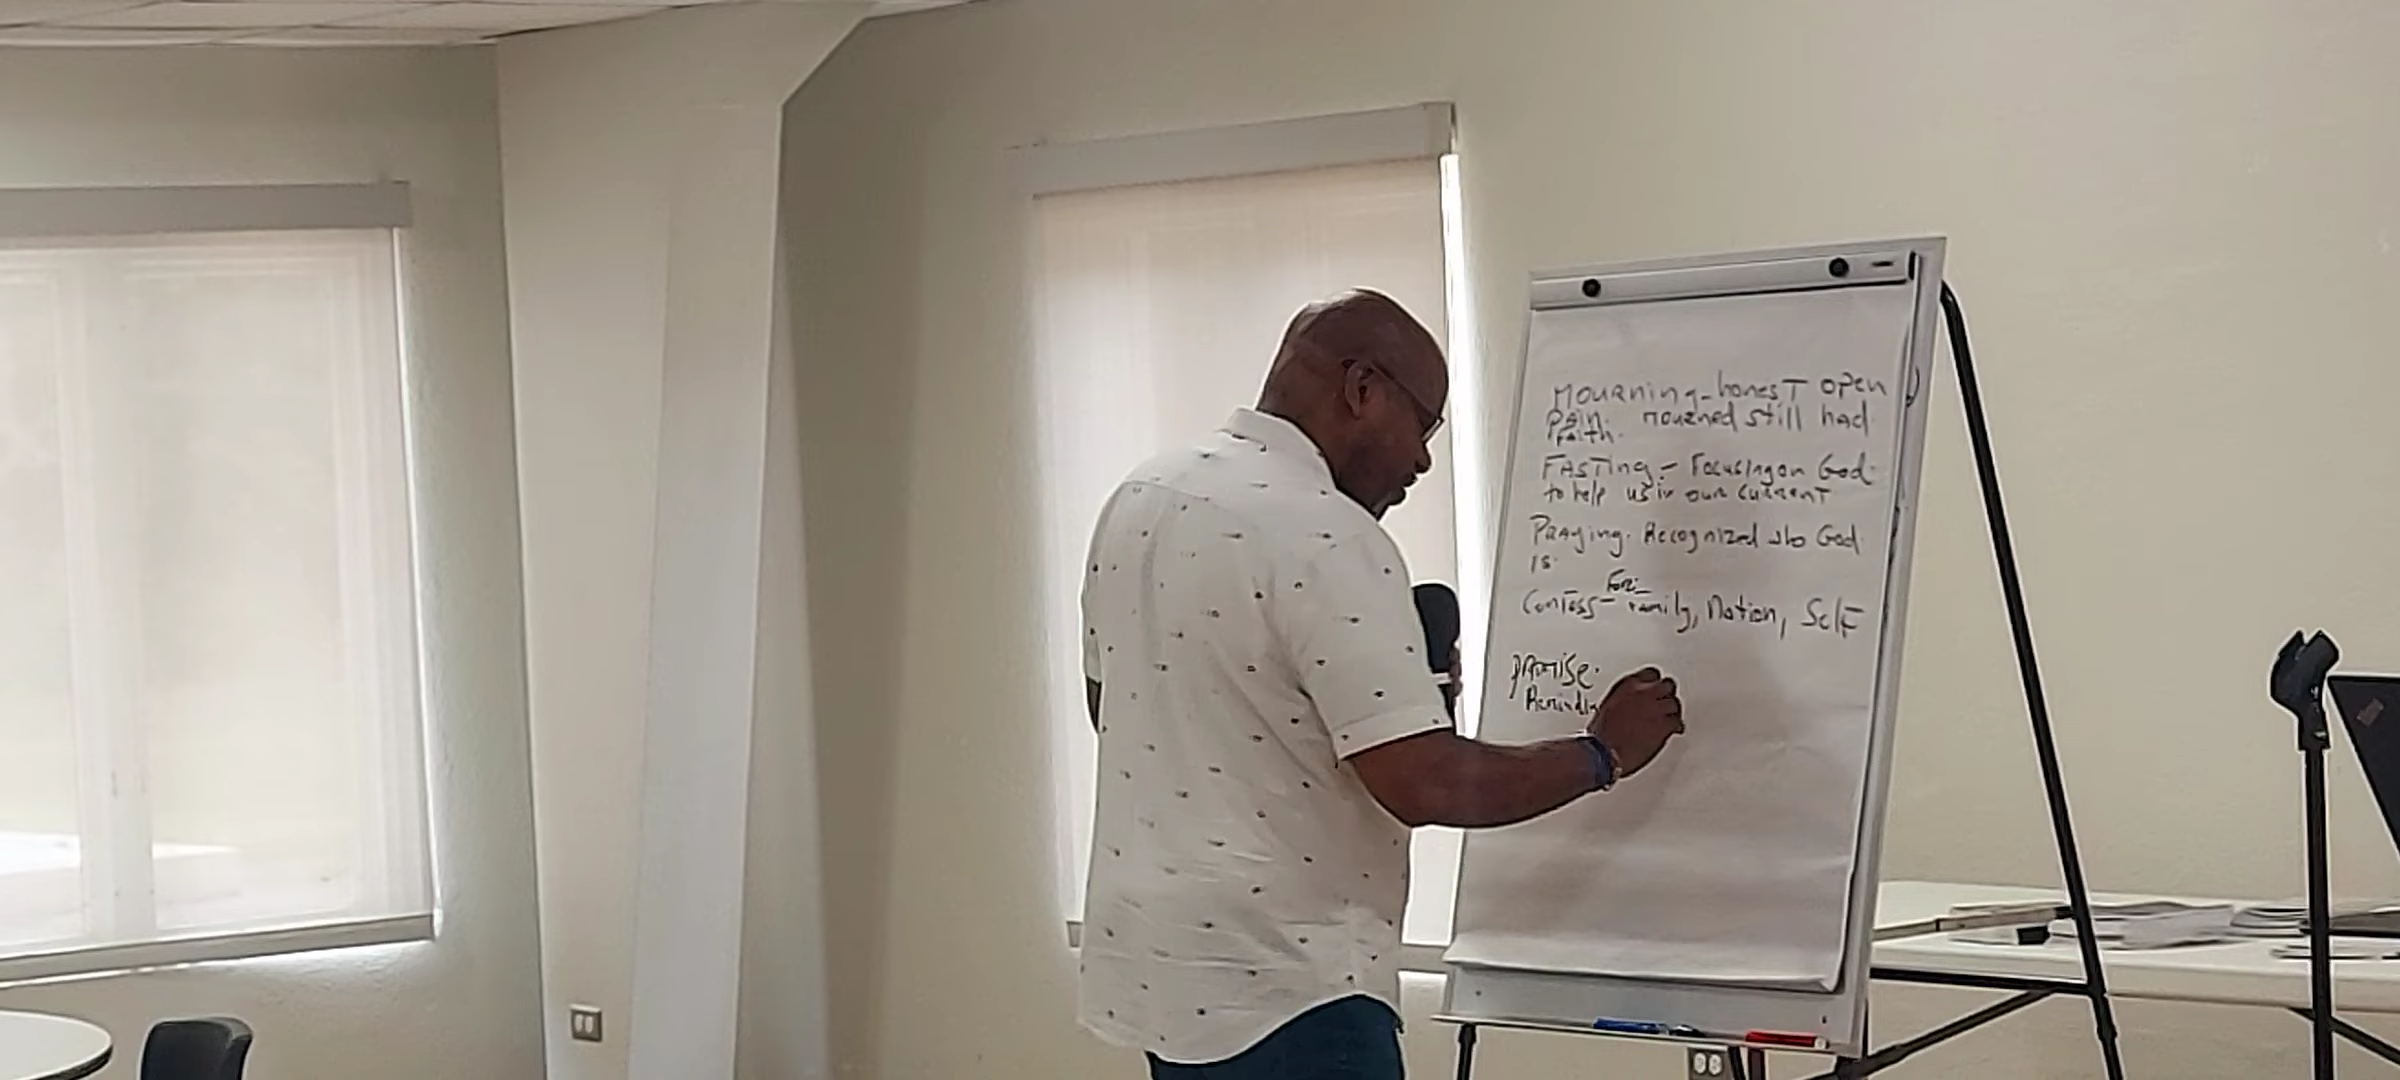 Mourning - honest open
pain. mourned still had
faith.
Fasting - Focusing on God
to help us in our current
Praying. Recognized who God
is.
For:
Confess - Family, Nation, Self
Promise.